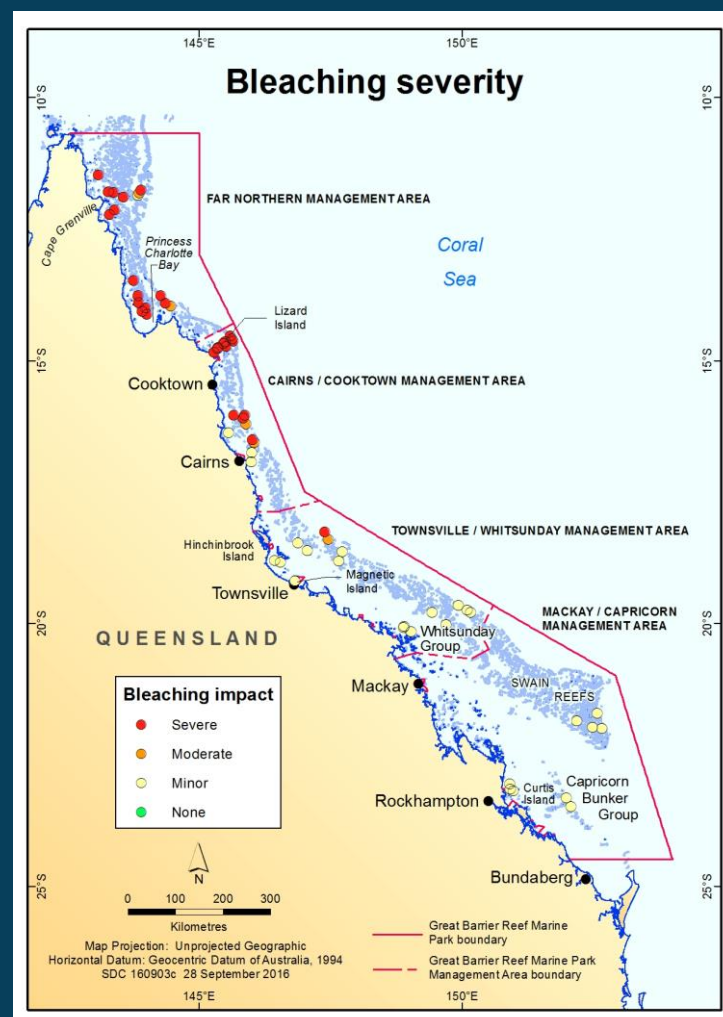 145°E
150°E
Bleaching severity
10°S
10°S
FAR NORTHERN MANAGEMENT AREA
Cape Grenville
Princess
Charlotte
Bay
Coral
Sea
Lizard
Island
15°S
15°S
CAIRNS / COOKTOWN MANAGEMENT AREA
Cooktown
Cairns
TOWNSVILLE / WHITSUNDAY MANAGEMENT AREA
Hinchinbrook
Island
Magnetic
Island
Townsville
MACKAY / CAPRICORN
MANAGEMENT AREA
20°S
20°S
QUEENSLAND
Whitsunday
Group
Mackay
SWAIN
REEFS
Bleaching impact
Severe
Moderate
Minor
None
Curtis
Island
Capricorn
Bunker
Group
Rockhampton
Bundaberg
25°S
25°S
N
0 100 200 300
Kilometres
Map Projection: Unprojected Geographic
Horizontal Datum: Geocentric Datum of Australia, 1994
SDC 160903c 28 September 2016
Great Barrier Reef Marine
Park boundary
Great Barrier Reef Marine Park
Management Area boundary
145°E
150°E